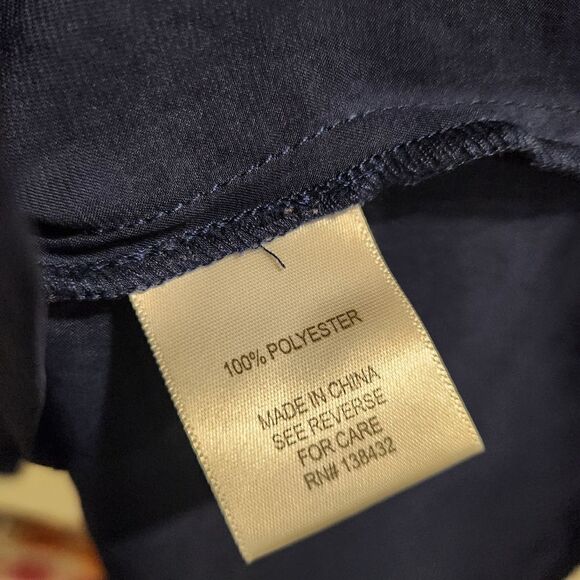 100% POLYESTER
MADE IN CHINA
SEE REVERSE
FOR CARE
RN# 138432